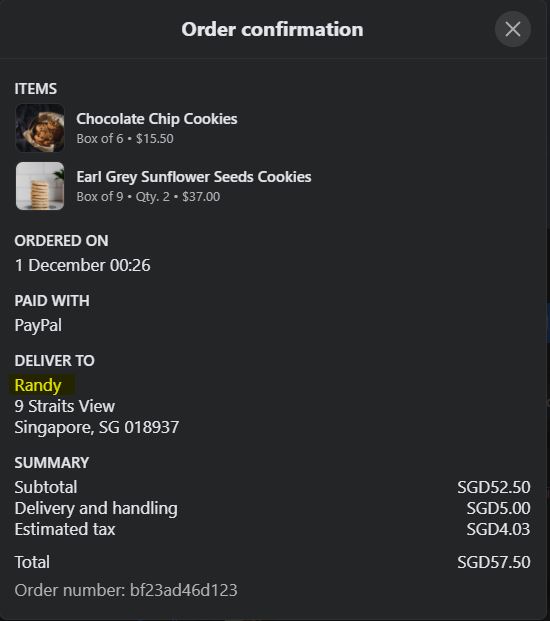 Order confirmation
ITEMS
Chocolate Chip Cookies
Box of 6 • $15.50
Earl Grey Sunflower Seeds Cookies
Box of 9 • Qty. 2 • $37.00
ORDERED ON
1 December 00:26
PAID WITH
PayPal
DELIVER TO
Randy
9 Straits View
Singapore, SG 018937
SUMMARY
Subtotal SGD52.50
Delivery and handling SGD5.00
Estimated tax SGD4.03
Total SGD57.50
Order number: bf23ad46d123